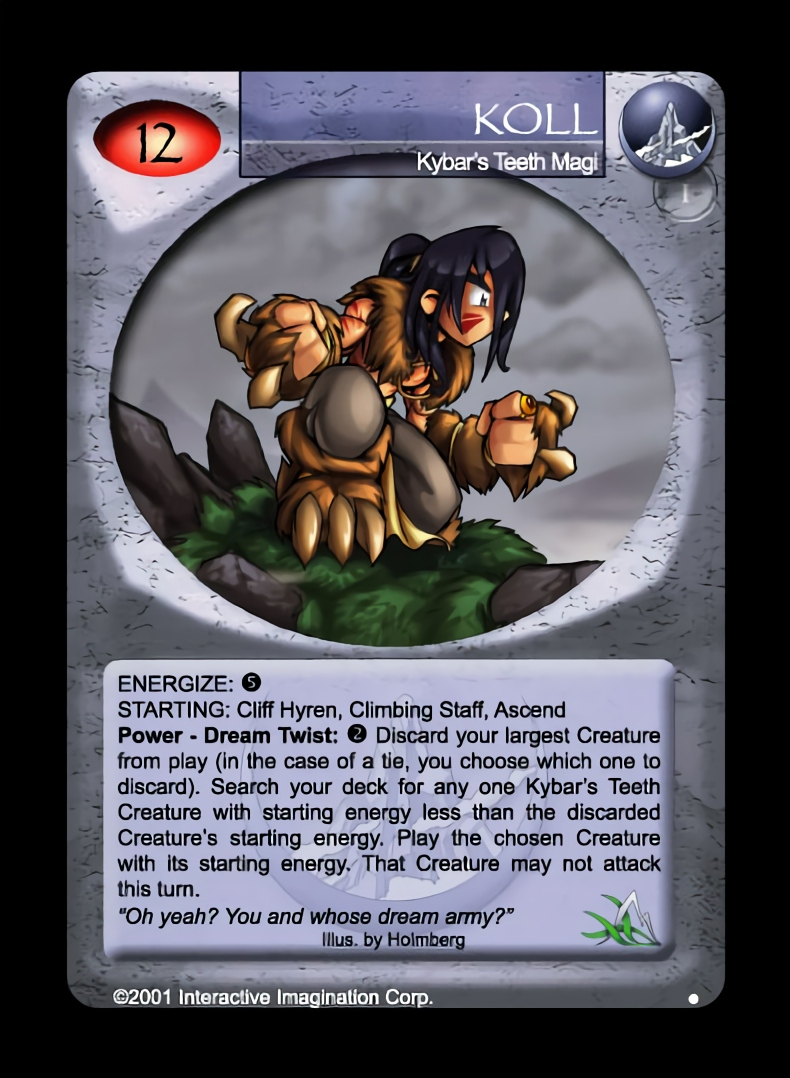 12
KOLL
Kybar's Teeth Magi
1
ENERGIZE: 5
STARTING: Cliff Hyren, Climbing Staff, Ascend
Power - Dream Twist: 2 Discard your largest Creature
from play (in the case of a tie, you choose which one to
discard). Search your deck for any one Kybar's Teeth
Creature with starting energy less than the discarded
Creature's starting energy. Play the chosen Creature
with its starting energy. That Creature may not attack
this turn.
"Oh yeah? You and whose dream army?"
Illus. by Holmberg
©2001 Interactive Imagination Corp.